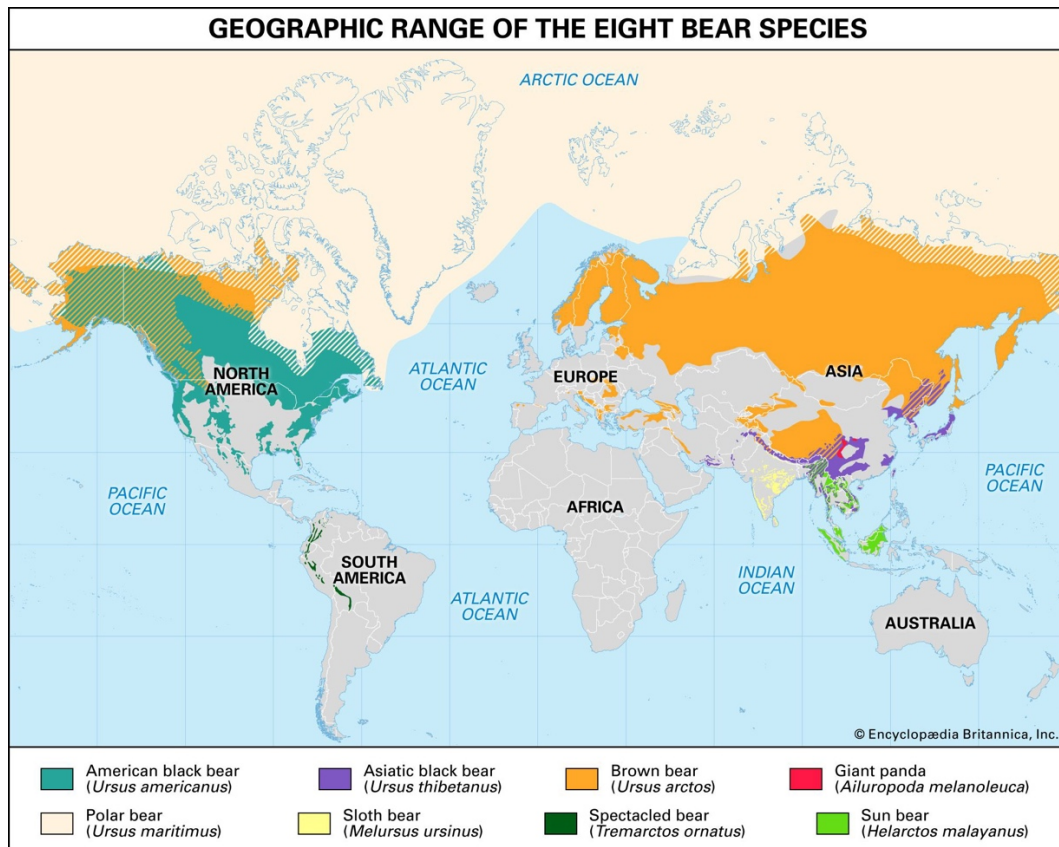 GEOGRAPHIC RANGE OF THE EIGHT BEAR SPECIES
ARCTIC OCEAN
NORTH
AMERICA
ATLANTIC
OCEAN
EUROPE
ASIA
PACIFIC
OCEAN
AFRICA
PACIFIC
OCEAN
SOUTH
AMERICA
ATLANTIC
OCEAN
INDIAN
OCEAN
AUSTRALIA
© Encyclopædia Britannica, Inc.
American black bear
(Ursus americanus)
Asiatic black bear
(Ursus thibetanus)
Brown bear
(Ursus arctos)
Giant panda
(Ailuropoda melanoleuca)
Polar bear
(Ursus maritimus)
Sloth bear
(Melursus ursinus)
Spectacled bear
(Tremarctos ornatus)
Sun bear
(Helarctos malayanus)